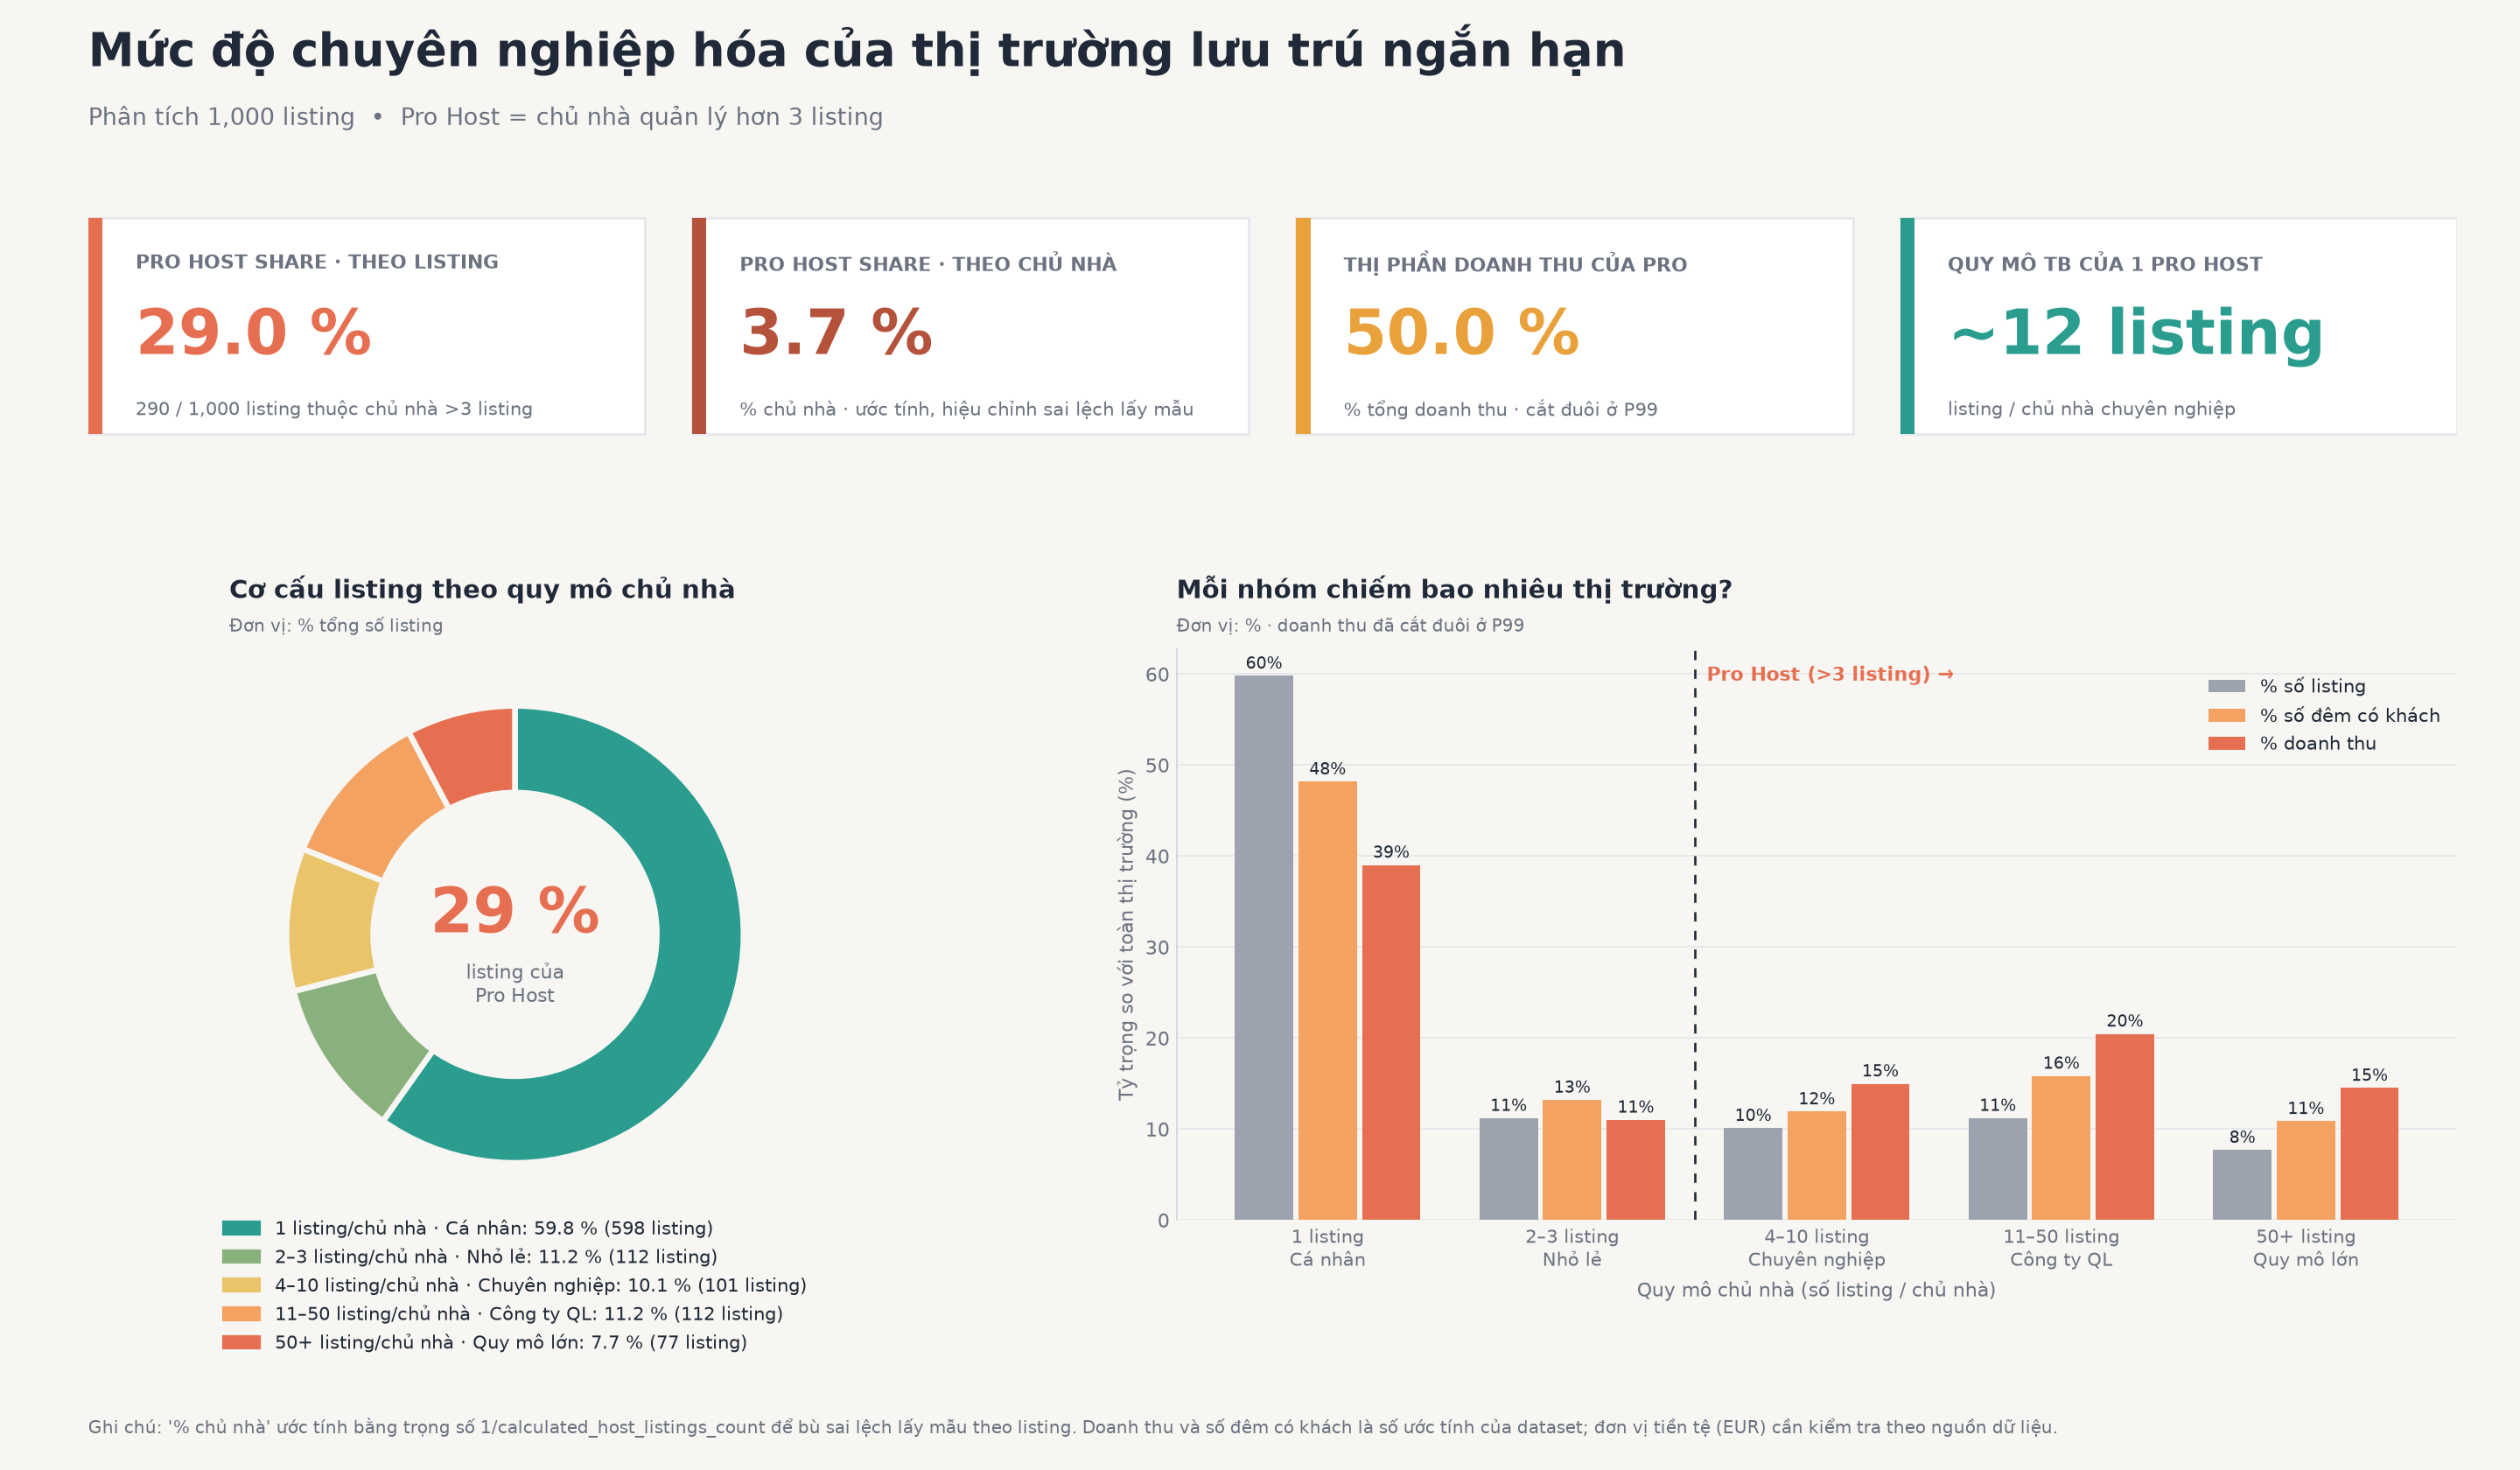 Mức độ chuyên nghiệp hóa của thị trường lưu trú ngắn hạn
Phân tích 1,000 listing • Pro Host = chủ nhà quản lý hơn 3 listing
PRO HOST SHARE · THEO LISTING
29.0 %
290 / 1,000 listing thuộc chủ nhà >3 listing
PRO HOST SHARE · THEO CHỦ NHÀ
3.7 %
% chủ nhà · ước tính, hiệu chỉnh sai lệch lấy mẫu
THỊ PHẦN DOANH THU CỦA PRO
50.0 %
% tổng doanh thu · cắt đuôi ở P99
QUY MÔ TB CỦA 1 PRO HOST
~12 listing
listing / chủ nhà chuyên nghiệp
Cơ cấu listing theo quy mô chủ nhà
Đơn vị: % tổng số listing
29 %
listing của
Pro Host
1 listing/chủ nhà · Cá nhân: 59.8 % (598 listing)
2–3 listing/chủ nhà · Nhỏ lẻ: 11.2 % (112 listing)
4–10 listing/chủ nhà · Chuyên nghiệp: 10.1 % (101 listing)
11–50 listing/chủ nhà · Công ty QL: 11.2 % (112 listing)
50+ listing/chủ nhà · Quy mô lớn: 7.7 % (77 listing)
Mỗi nhóm chiếm bao nhiêu thị trường?
Đơn vị: % · doanh thu đã cắt đuôi ở P99
Tỷ trọng so với toàn thị trường (%)
60
50
40
30
20
10
0
Pro Host (>3 listing) →
% số listing
% số đêm có khách
% doanh thu
60%
48%
39%
11%
13%
11%
10%
12%
15%
11%
16%
20%
8%
11%
15%
1 listing
Cá nhân
2–3 listing
Nhỏ lẻ
4–10 listing
Chuyên nghiệp
11–50 listing
Công ty QL
50+ listing
Quy mô lớn
Quy mô chủ nhà (số listing / chủ nhà)
Ghi chú: '% chủ nhà' ước tính bằng trọng số 1/calculated_host_listings_count để bù sai lệch lấy mẫu theo listing. Doanh thu và số đêm có khách là số ước tính của dataset; đơn vị tiền tệ (EUR) cần kiểm tra theo nguồn dữ liệu.